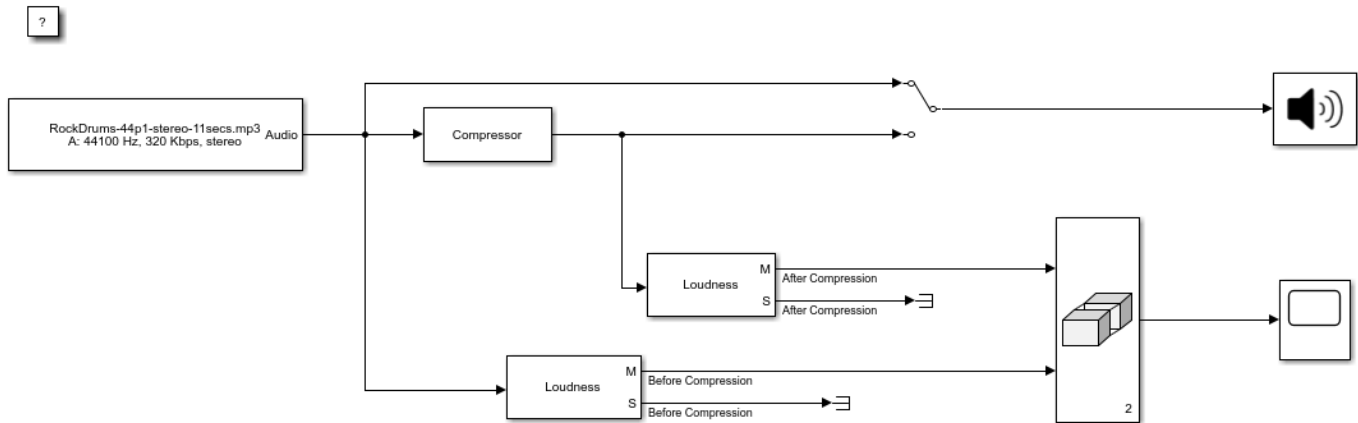 ?
RockDrums-44p1-stereo-11secs.mp3
A: 44100 Hz, 320 Kbps, stereo
Audio
Compressor
Loudness
M
After Compression
S
After Compression
Loudness
M
Before Compression
S
Before Compression
2